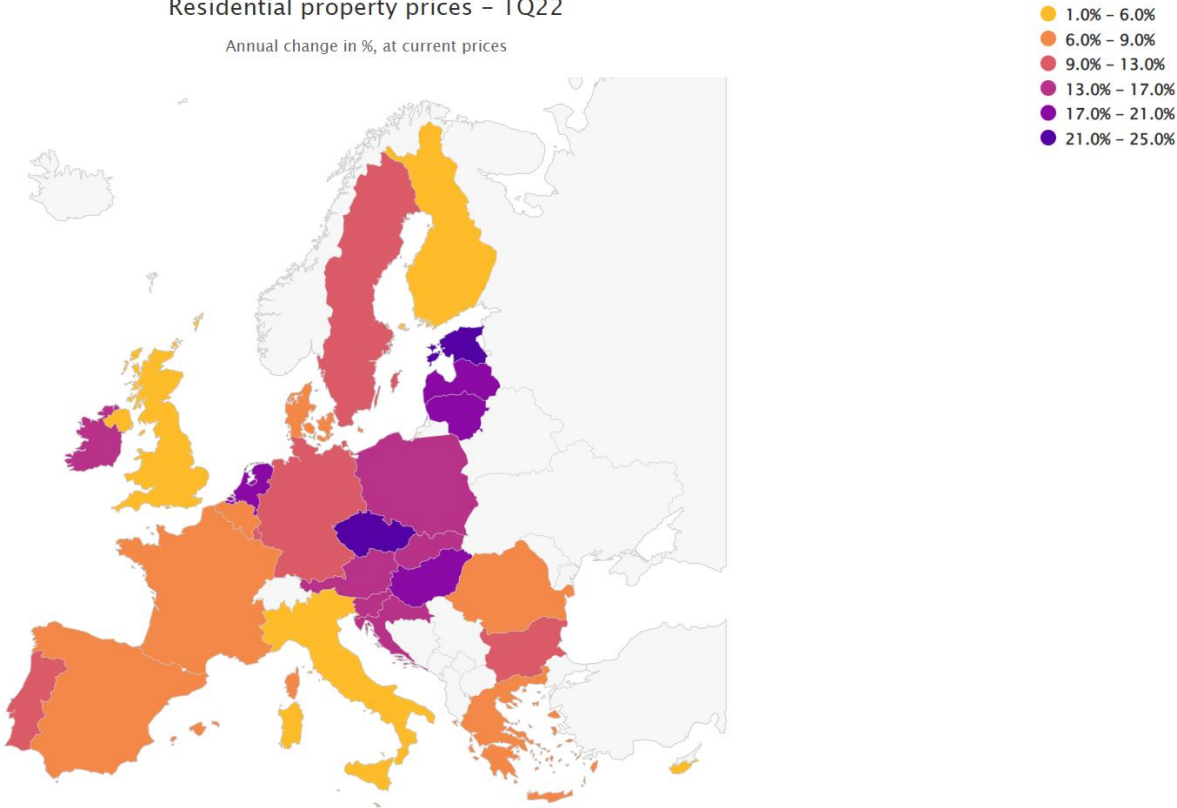 Residential property prices – 1Q22
Annual change in %, at current prices
1.0% – 6.0%
6.0% – 9.0%
9.0% – 13.0%
13.0% – 17.0%
17.0% – 21.0%
21.0% – 25.0%